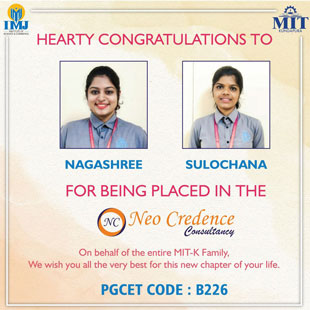 IMJ
MIT
KUNDAPURA
HEARTY CONGRATULATIONS TO
NAGASHREE
SULOCHANA
FOR BEING PLACED IN THE
NC
Neo Credence
Consultancy
On behalf of the entire MIT-K Family,
We wish you all the very best for this new chapter of your life.
PGCET CODE : B226